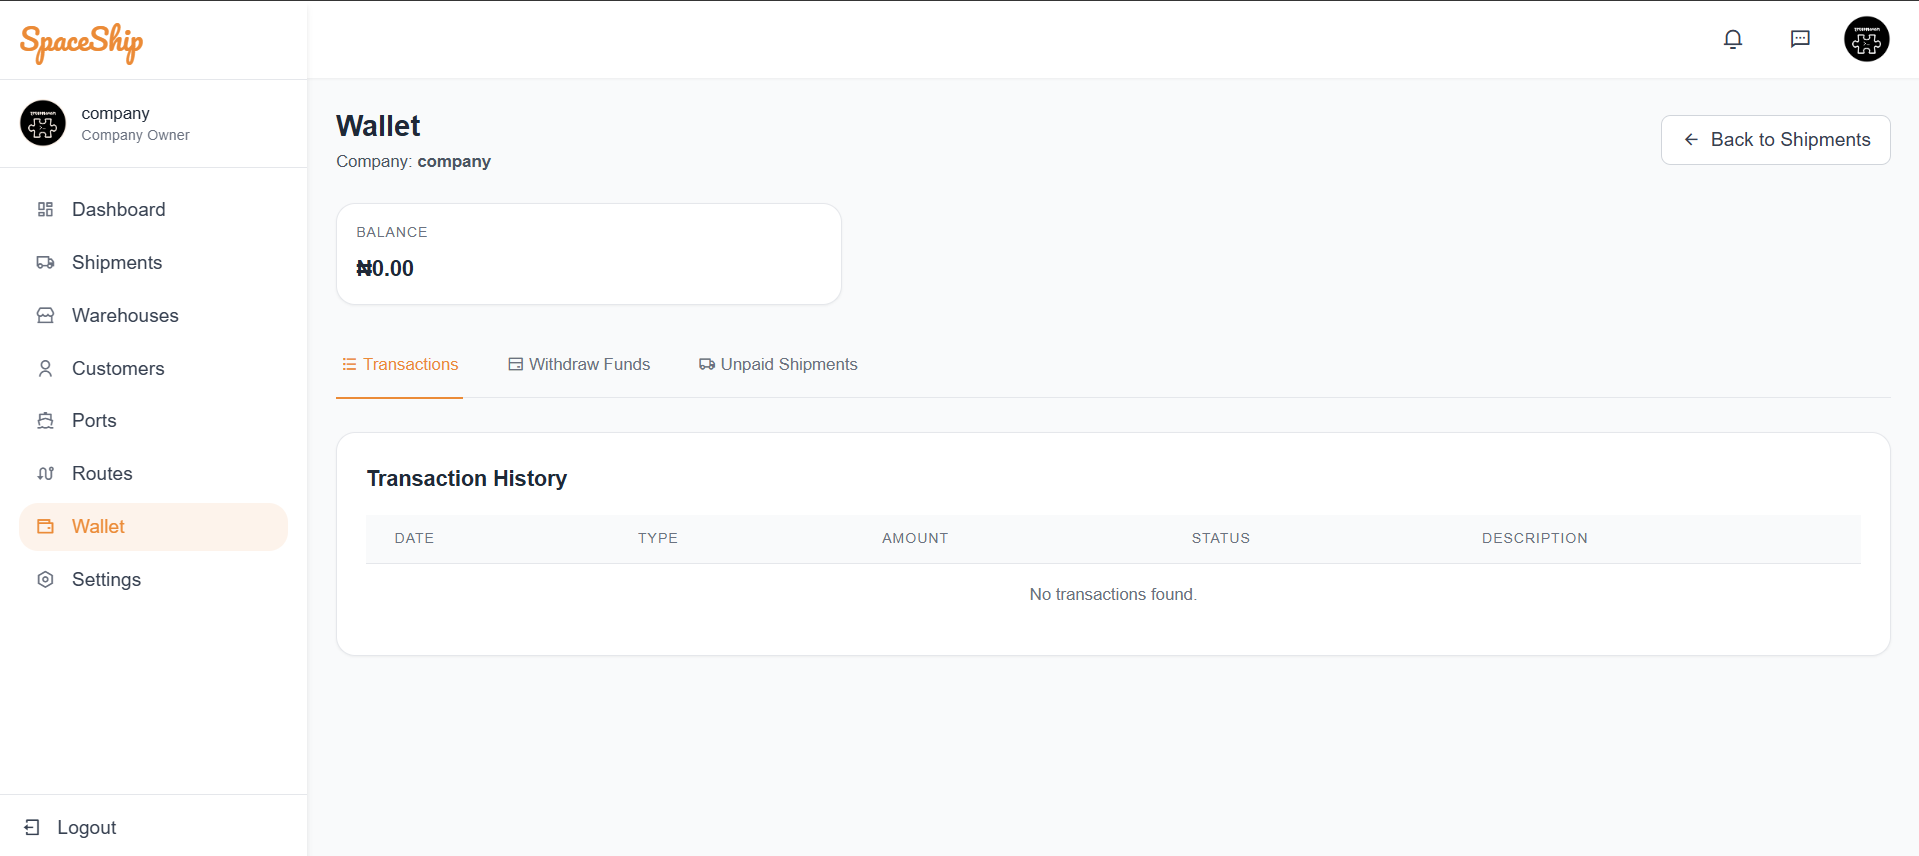 SpaceShip
company
Company Owner
Dashboard
Shipments
Warehouses
Customers
Ports
Routes
Wallet
Settings
Logout
Wallet
Company: company
Back to Shipments
BALANCE
₦0.00
Transactions Withdraw Funds Unpaid Shipments
Transaction History
DATE TYPE AMOUNT STATUS DESCRIPTION
No transactions found.